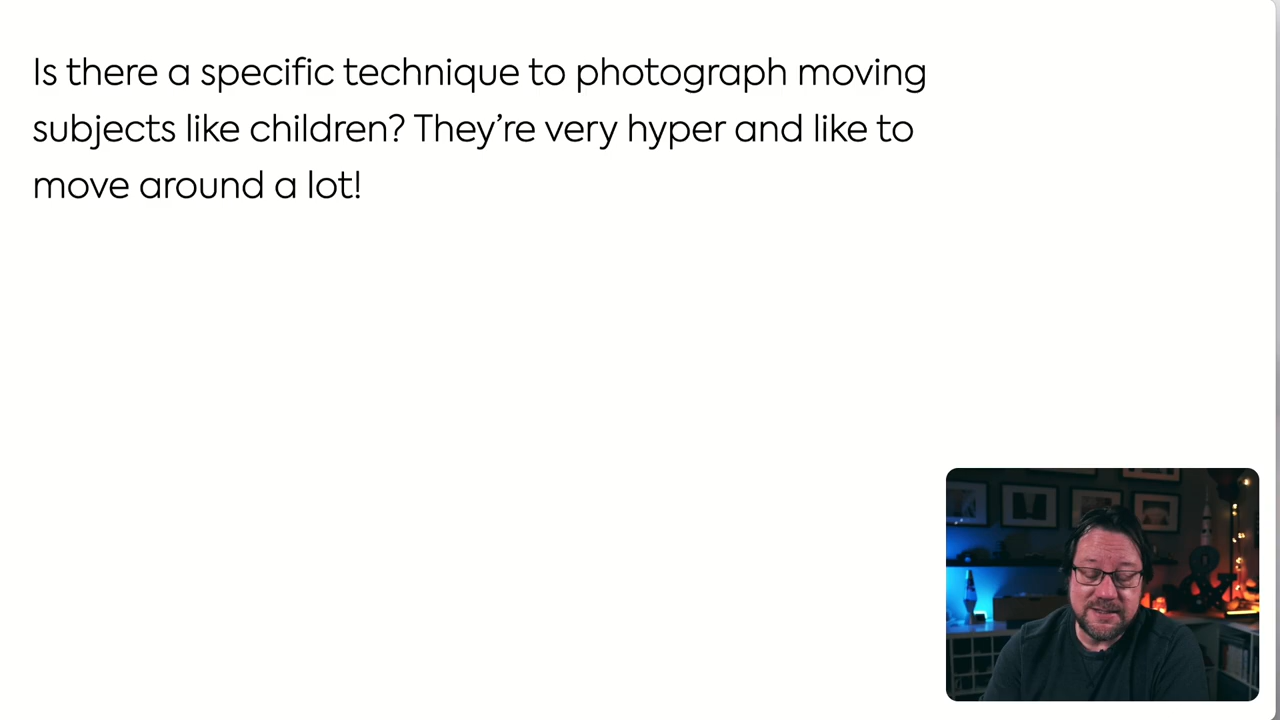 Is there a specific technique to photograph moving
subjects like children? They’re very hyper and like to
move around a lot!